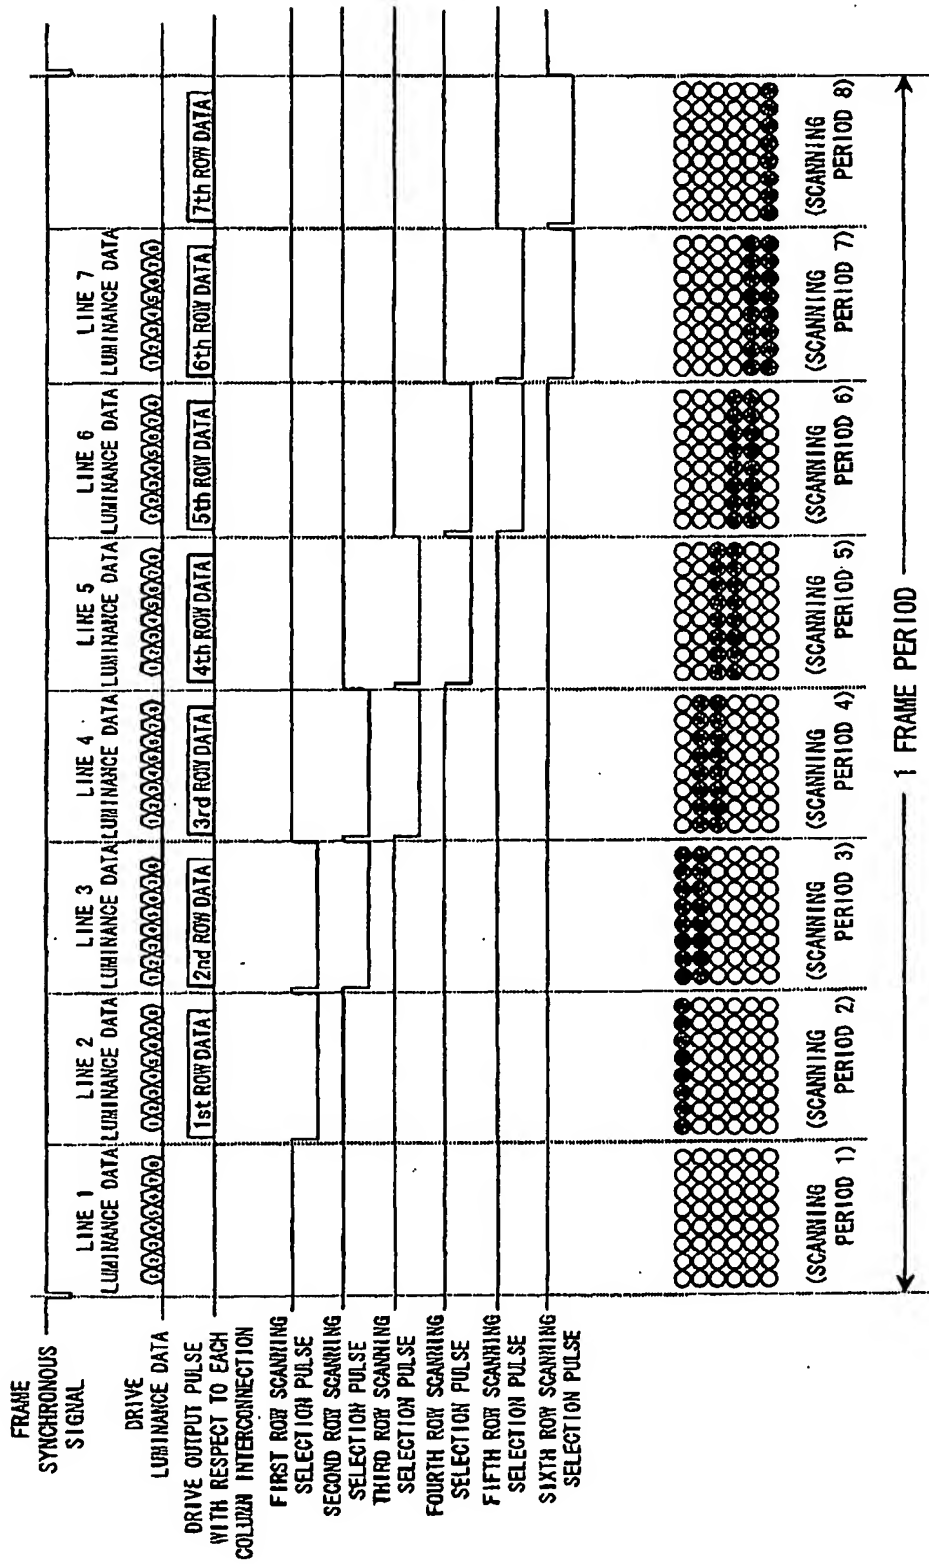 FRAME
SYNCHRONOUS
SIGNAL
LINE 1
LUMINANCE DATA
LINE 2
LUMINANCE DATA
LINE 3
LUMINANCE DATA
LINE 4
LUMINANCE DATA
LINE 5
LUMINANCE DATA
LINE 6
LUMINANCE DATA
LINE 7
LUMINANCE DATA
DRIVE
LUMINANCE DATA
DRIVE OUTPUT PULSE
WITH RESPECT TO EACH
COLUMN INTERCONNECTION
1st ROW DATA
2nd ROW DATA
3rd ROW DATA
4th ROW DATA
5th ROW DATA
6th ROW DATA
7th ROW DATA
FIRST ROW SCANNING
SELECTION PULSE
SECOND ROW SCANNING
SELECTION PULSE
THIRD ROW SCANNING
SELECTION PULSE
FOURTH ROW SCANNING
SELECTION PULSE
FIFTH ROW SCANNING
SELECTION PULSE
SIXTH ROW SCANNING
SELECTION PULSE
(SCANNING
PERIOD 1)
(SCANNING
PERIOD 2)
(SCANNING
PERIOD 3)
(SCANNING
PERIOD 4)
(SCANNING
PERIOD 5)
(SCANNING
PERIOD 6)
(SCANNING
PERIOD 7)
(SCANNING
PERIOD 8)
1 FRAME PERIOD